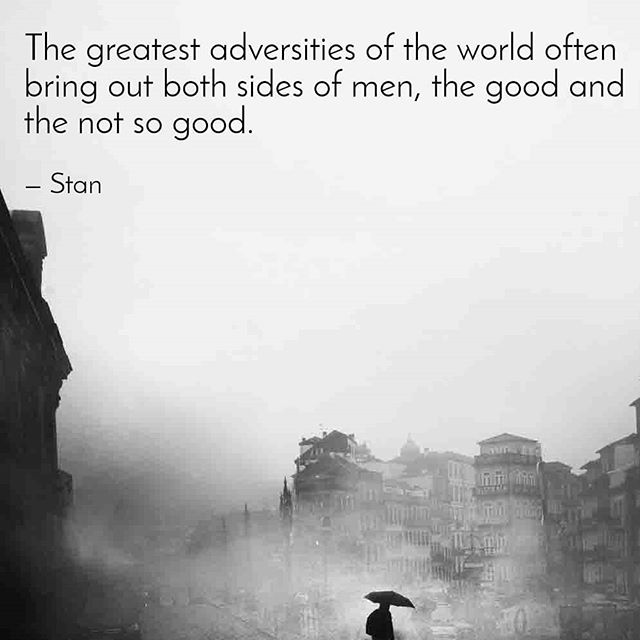 The greatest adversities of the world often
bring out both sides of men, the good and
the not so good.
– Stan